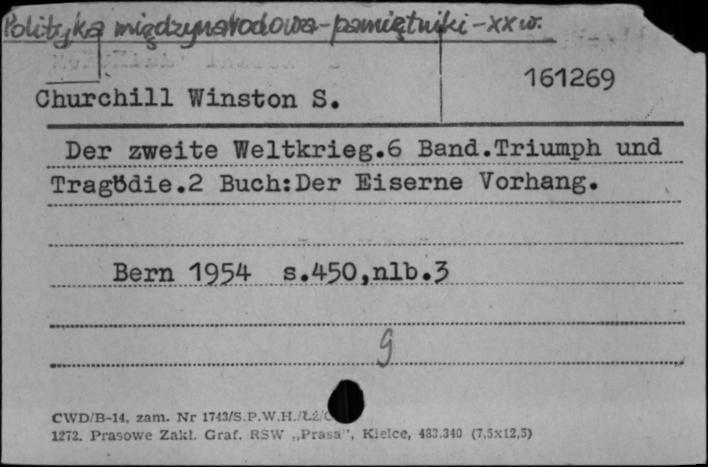 Polityka międzynarodowa-pamiętniki-XX w.
161269
Churchill Winston S.
Der zweite Weltkrieg.6 Band.Triumph und
Tragödie.2 Buch:Der Eiserne Vorhang.
Bern 1954 s.450,nlb.3
g
CWD/B-14, zam. Nr 1743/S.P.W.H./Łż/
1272. Prasowe Zakł. Graf. RSW „Prasa", Kielce, 483.340 (7,5x12,5)